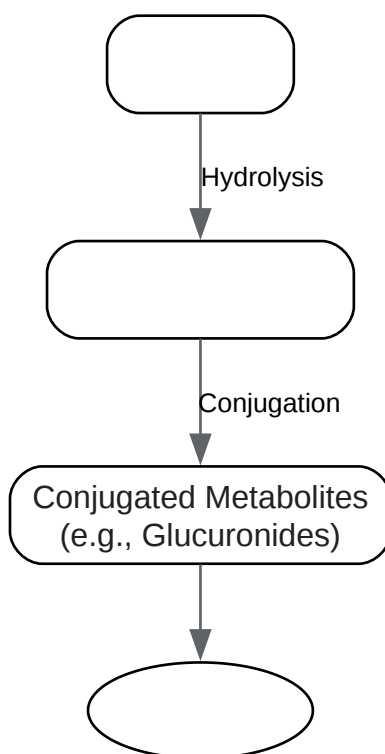 Hydrolysis
Conjugation
Conjugated Metabolites
(e.g., Glucuronides)